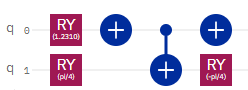 q 0 RY
(1.2310)
q 1 RY
(pi/4)
RY
(-pi/4)